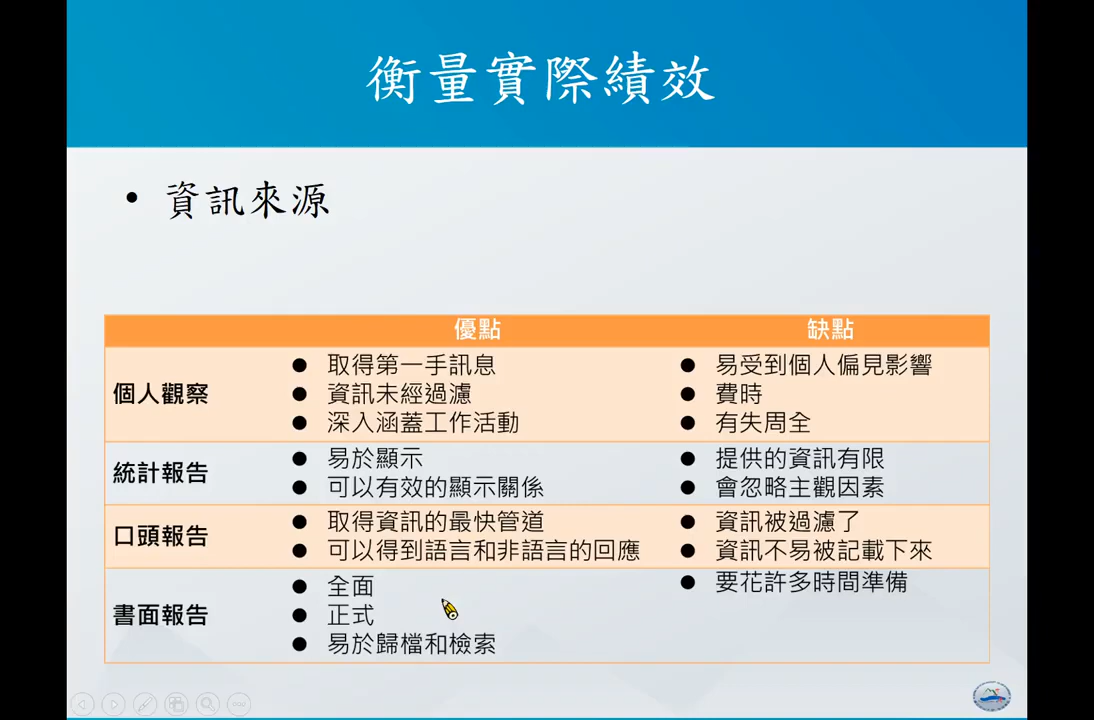 衡量實際績效
• 資訊來源
優點 缺點
個人觀察
● 取得第一手訊息
● 資訊未經過濾
● 深入涵蓋工作活動
● 易受到個人偏見影響
● 費時
● 有失周全
統計報告
● 易於顯示
● 可以有效的顯示關係
● 提供的資訊有限
● 會忽略主觀因素
口頭報告
● 取得資訊的最快管道
● 可以得到語言和非語言的回應
● 資訊被過濾了
● 資訊不易被記載下來
書面報告
● 全面
● 正式
● 易於歸檔和檢索
● 要花許多時間準備